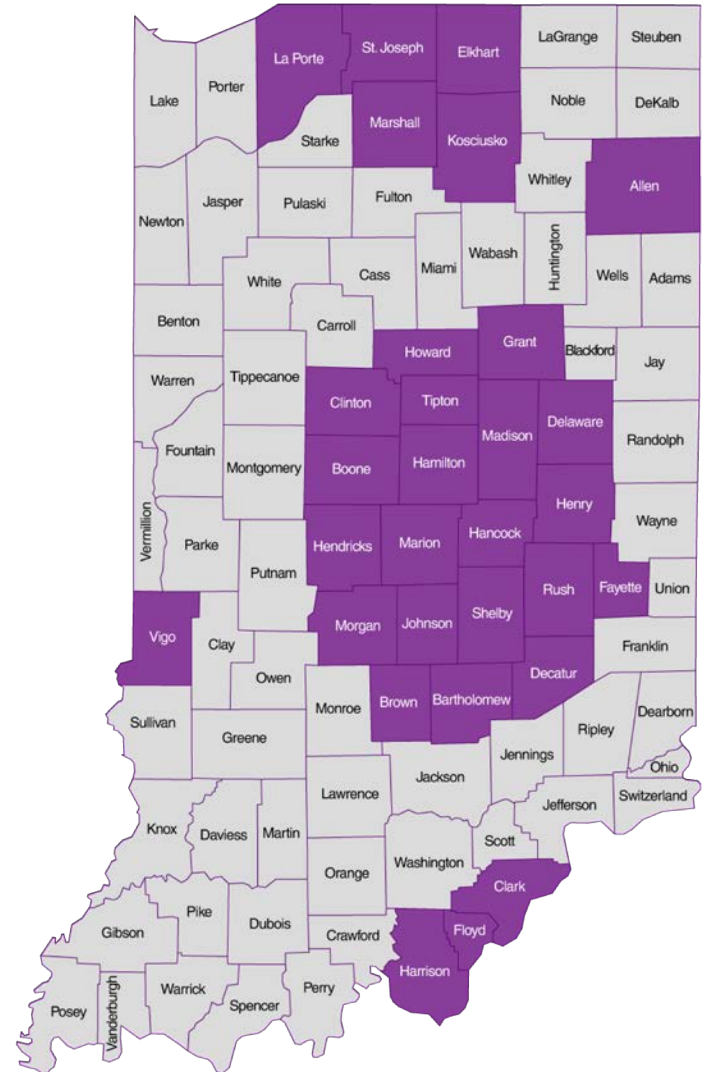 La Porte
St. Joseph
Elkhart
LaGrange
Steuben
Lake
Porter
Noble
DeKalb
Marshall
Starke
Kosciusko
Whitley
Allen
Newton
Jasper
Pulaski
Fulton
White
Cass
Miami
Wabash
Huntington
Wells
Adams
Benton
Carroll
Howard
Grant
Blackford
Jay
Warren
Tippecanoe
Clinton
Tipton
Madison
Delaware
Randolph
Fountain
Montgomery
Boone
Hamilton
Henry
Vermillion
Parke
Putnam
Hendricks
Marion
Hancock
Wayne
Vigo
Clay
Owen
Morgan
Johnson
Shelby
Rush
Fayette
Union
Franklin
Decatur
Sullivan
Greene
Monroe
Brown
Bartholomew
Jennings
Ripley
Dearborn
Ohio
Switzerland
Jackson
Lawrence
Jefferson
Knox
Daviess
Martin
Scott
Washington
Orange
Clark
Floyd
Harrison
Crawford
Gibson
Pike
Dubois
Perry
Posey
Vanderburgh
Warrick
Spencer